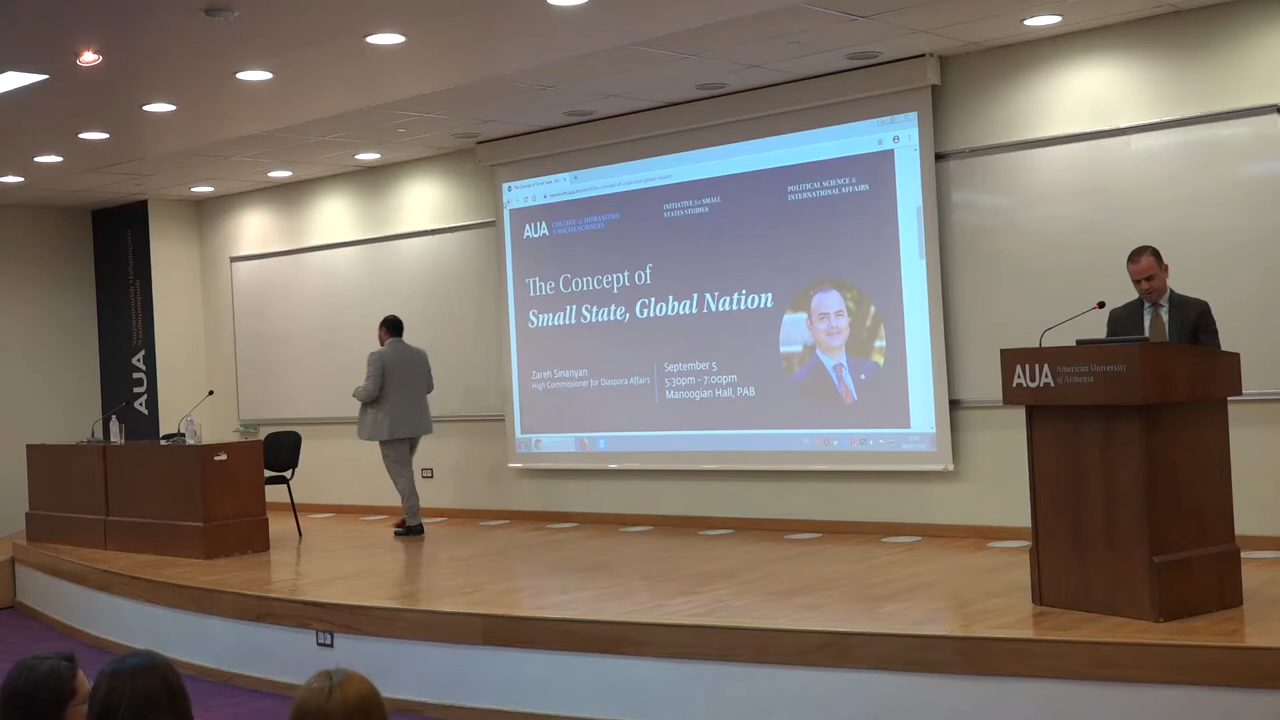 AUA
COLLEGE of HUMANITIES
& SOCIAL SCIENCES
INITIATIVE for SMALL
STATES STUDIES
POLITICAL SCIENCE &
INTERNATIONAL AFFAIRS
The Concept of
Small State, Global Nation
Zareh Sinanyan
High Commissioner for Diaspora Affairs
September 5
5:30pm - 7:00pm
Manoogian Hall, PAB
AUA
AUA
American University
of Armenia